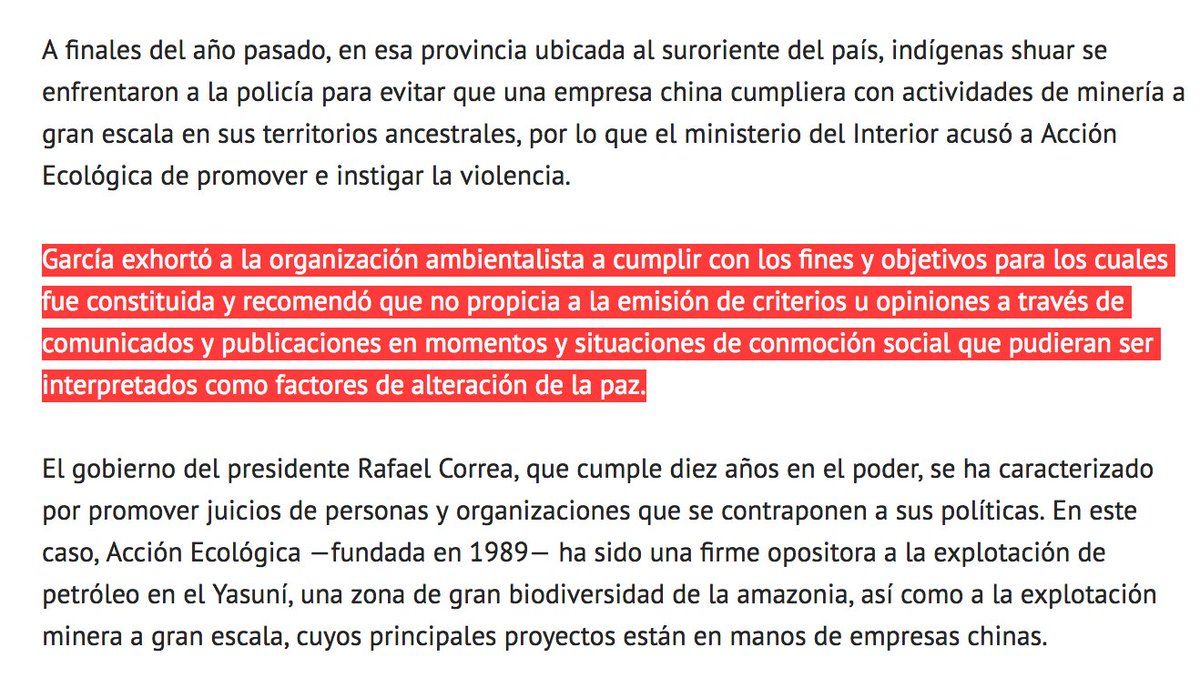 A finales del año pasado, en esa provincia ubicada al suroriente del país, indígenas shuar se
enfrentaron a la policía para evitar que una empresa china cumpliera con actividades de minería a
gran escala en sus territorios ancestrales, por lo que el ministerio del Interior acusó a Acción
Ecológica de promover e instigar la violencia.
García exhortó a la organización ambientalista a cumplir con los fines y objetivos para los cuales
fue constituida y recomendó que no propicia a la emisión de criterios u opiniones a través de
comunicados y publicaciones en momentos y situaciones de conmoción social que pudieran ser
interpretados como factores de alteración de la paz.
El gobierno del presidente Rafael Correa, que cumple diez años en el poder, se ha caracterizado
por promover juicios de personas y organizaciones que se contraponen a sus políticas. En este
caso, Acción Ecológica —fundada en 1989— ha sido una firme opositora a la explotación de
petróleo en el Yasuní, una zona de gran biodiversidad de la amazonia, así como a la explotación
minera a gran escala, cuyos principales proyectos están en manos de empresas chinas.